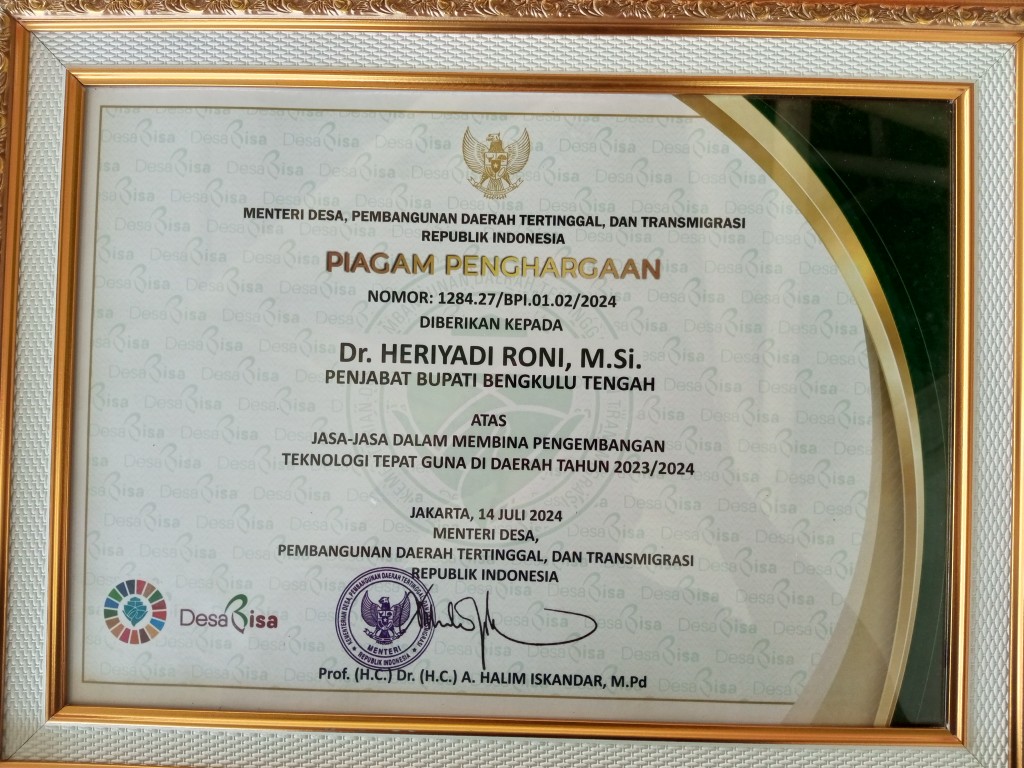 MENTERI DESA, PEMBANGUNAN DAERAH TERTINGGAL, DAN TRANSMIGRASI
REPUBLIK INDONESIA
PIAGAM PENGHARGAAN
NOMOR: 1284.27/BPI.01.02/2024
DIBERIKAN KEPADA
Dr. HERIYADI RONI, M.Si.
PENJABAT BUPATI BENGKULU TENGAH
ATAS
JASA-JASA DALAM MEMBINA PENGEMBANGAN
TEKNOLOGI TEPAT GUNA DI DAERAH TAHUN 2023/2024
JAKARTA, 14 JULI 2024
MENTERI DESA,
PEMBANGUNAN DAERAH TERTINGGAL, DAN TRANSMIGRASI
REPUBLIK INDONESIA
DesaBisa
MENTERI
REPUBLIK INDONESIA
Prof. (H.C.) Dr. (H.C.) A. HALIM ISKANDAR, M.Pd